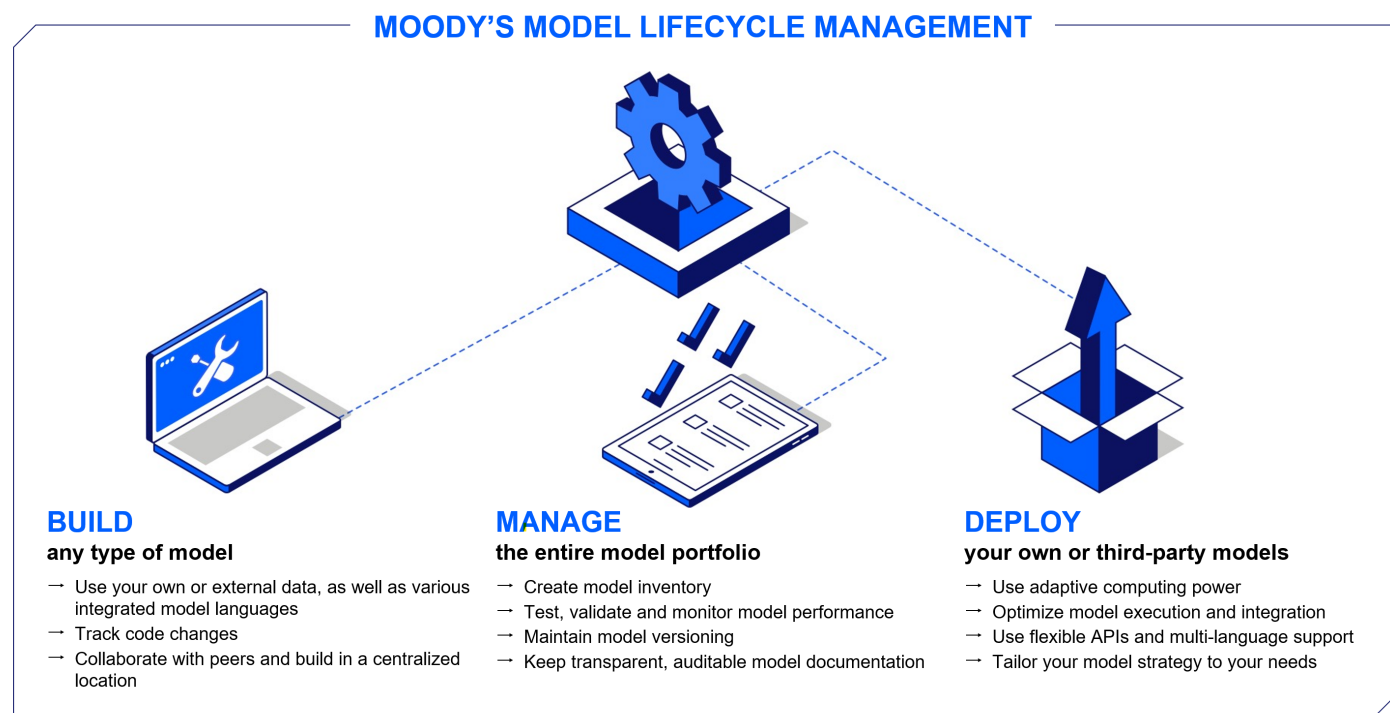 MOODY’S MODEL LIFECYCLE MANAGEMENT
BUILD
any type of model
→ Use your own or external data, as well as various
integrated model languages
→ Track code changes
→ Collaborate with peers and build in a centralized
location
MANAGE
the entire model portfolio
→ Create model inventory
→ Test, validate and monitor model performance
→ Maintain model versioning
→ Keep transparent, auditable model documentation
DEPLOY
your own or third-party models
→ Use adaptive computing power
→ Optimize model execution and integration
→ Use flexible APIs and multi-language support
→ Tailor your model strategy to your needs